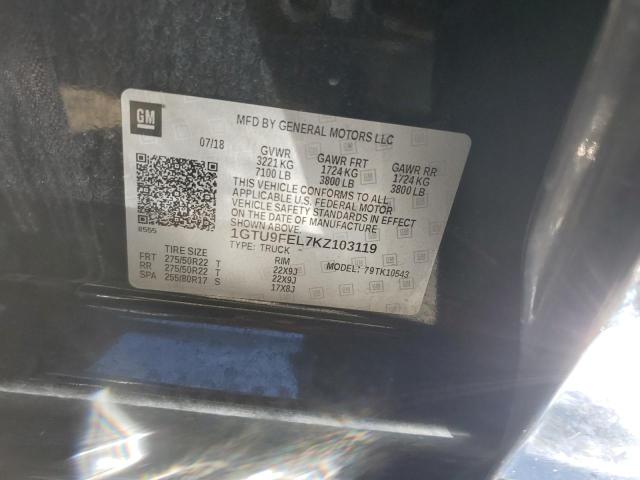 GM
MFD BY GENERAL MOTORS LLC
07/18 GVWR GAWR FRT GAWR RR
3221 KG 1724 KG 1724 KG
7100 LB 3800 LB 3800 LB
THIS VEHICLE CONFORMS TO ALL
APPLICABLE U.S. FEDERAL MOTOR
VEHICLE SAFETY STANDARDS IN EFFECT
ON THE DATE OF MANUFACTURE
SHOWN ABOVE.
8555
1GTU9FEL7KZ103119
TYPE: TRUCK -
TIRE SIZE RIM MODEL: 79TK10543
FRT 275/50R22 T 22X9J
RR 275/50R22 T 22X9J
SPA 255/80R17 S 17X8J